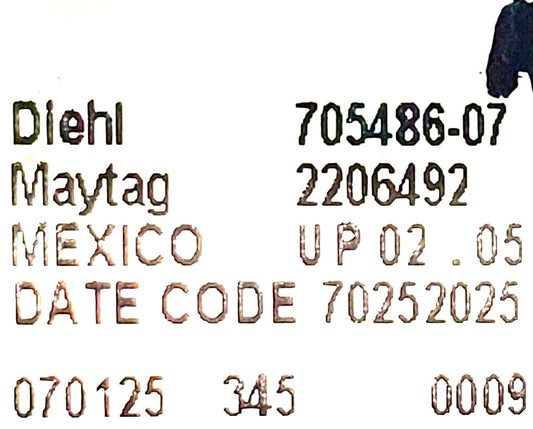 Diehl 705486-07
Maytag 2206492
MEXICO UP 02 .05
DATE CODE 70252025
070125 345 0009